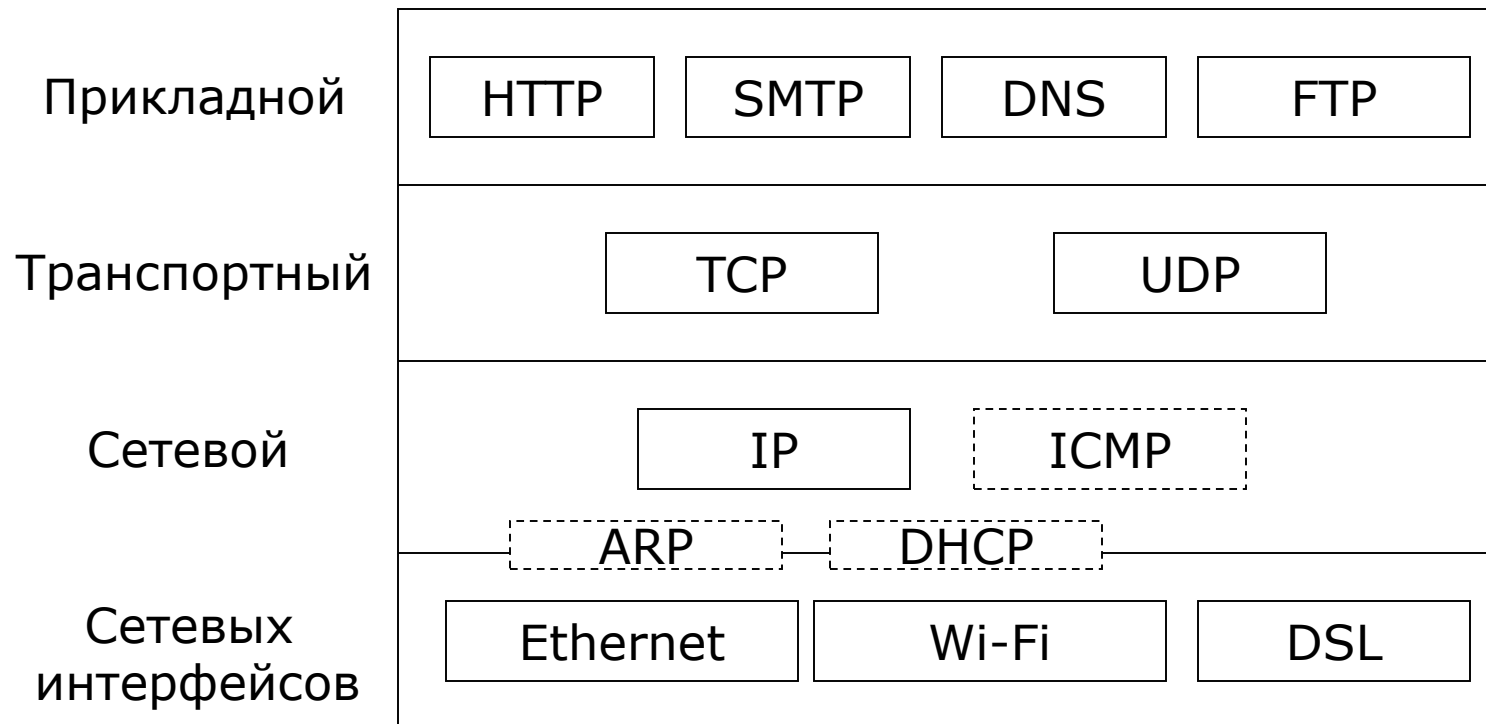 Прикладной
HTTP SMTP DNS FTP
Транспортный
TCP UDP
Сетевой
IP ICMP
ARP DHCP
Сетевых
интерфейсов
Ethernet Wi-Fi DSL